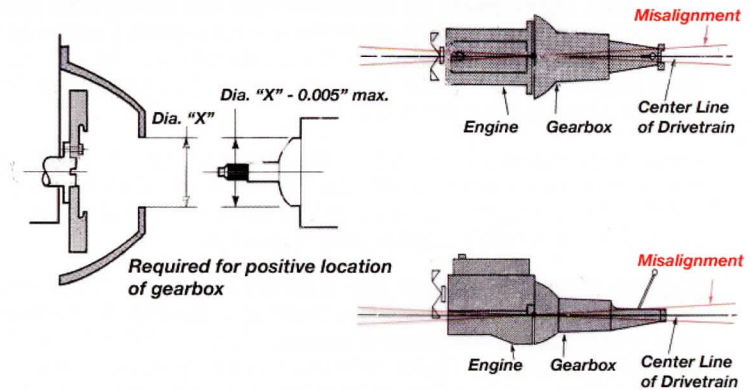 Dia. “X”
Dia. “X” - 0.005” max.
Required for positive location
of gearbox
Misalignment
Engine
Gearbox
Center Line
of Drivetrain
Misalignment
Engine
Gearbox
Center Line
of Drivetrain